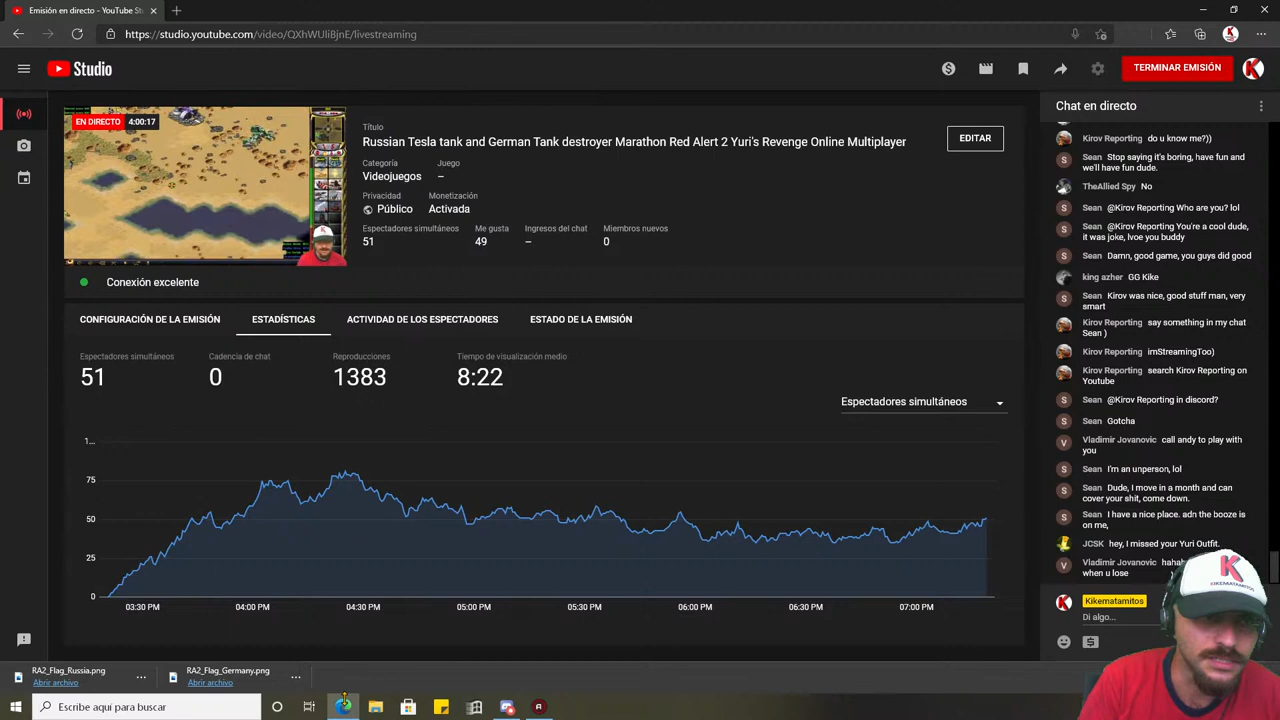 Emisión en directo - YouTube S
https://studio.youtube.com/video/QXhWUliBjnE/livestreaming
Studio
TERMINAR EMISIÓN
EN DIRECTO 4:00:17
Título
Russian Tesla tank and German Tank destroyer Marathon Red Alert 2 Yuri's Revenge Online Multiplayer
EDITAR
Categoría Juego
Videojuegos –
Privacidad Monetización
Público Activada
Espectadores simultáneos Me gusta Ingresos del chat Miembros nuevos
51 49 – 0
Conexión excelente
CONFIGURACIÓN DE LA EMISIÓN ESTADÍSTICAS ACTIVIDAD DE LOS ESPECTADORES ESTADO DE LA EMISIÓN
Espectadores simultáneos Cadencia de chat Reproducciones Tiempo de visualización medio
51 0 1383 8:22
Espectadores simultáneos
1...
75
50
25
0
03:30 PM 04:00 PM 04:30 PM 05:00 PM 05:30 PM 06:00 PM 06:30 PM 07:00 PM
Chat en directo
Kirov Reporting do u know me?))
Sean Stop saying it's boring, have fun and
we'll have fun dude.
TheAllied Spy No
Sean @Kirov Reporting Who are you? lol
Sean @Kirov Reporting You're a cool dude,
it was joke, lvoe you buddy
Sean Damn, good game, you guys did good
king azher GG Kike
Sean Kirov was nice, good stuff man, very
smart
Kirov Reporting say something in my chat
Sean )
Kirov Reporting imStreamingToo)
Kirov Reporting search Kirov Reporting on
Youtube
Sean @Kirov Reporting in discord?
Sean Gotcha
Vladimir Jovanovic call andy to play with
you
Sean I'm an unperson, lol
Sean Dude, I move in a month and can
cover your shit, come down.
Sean I have a nice place. adn the booze is
on me,
JCSK hey, I missed your Yuri Outfit.
Vladimir Jovanovic
when u lose
Kikematamitos
Di algo...
RA2_Flag_Russia.png
Abrir archivo
RA2_Flag_Germany.png
Abrir archivo
Escribe aquí para buscar